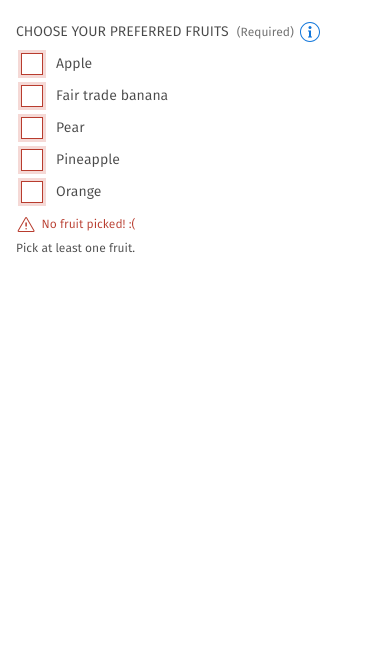 CHOOSE YOUR PREFERRED FRUITS (Required)
Apple
Fair trade banana
Pear
Pineapple
Orange
No fruit picked! :(
Pick at least one fruit.